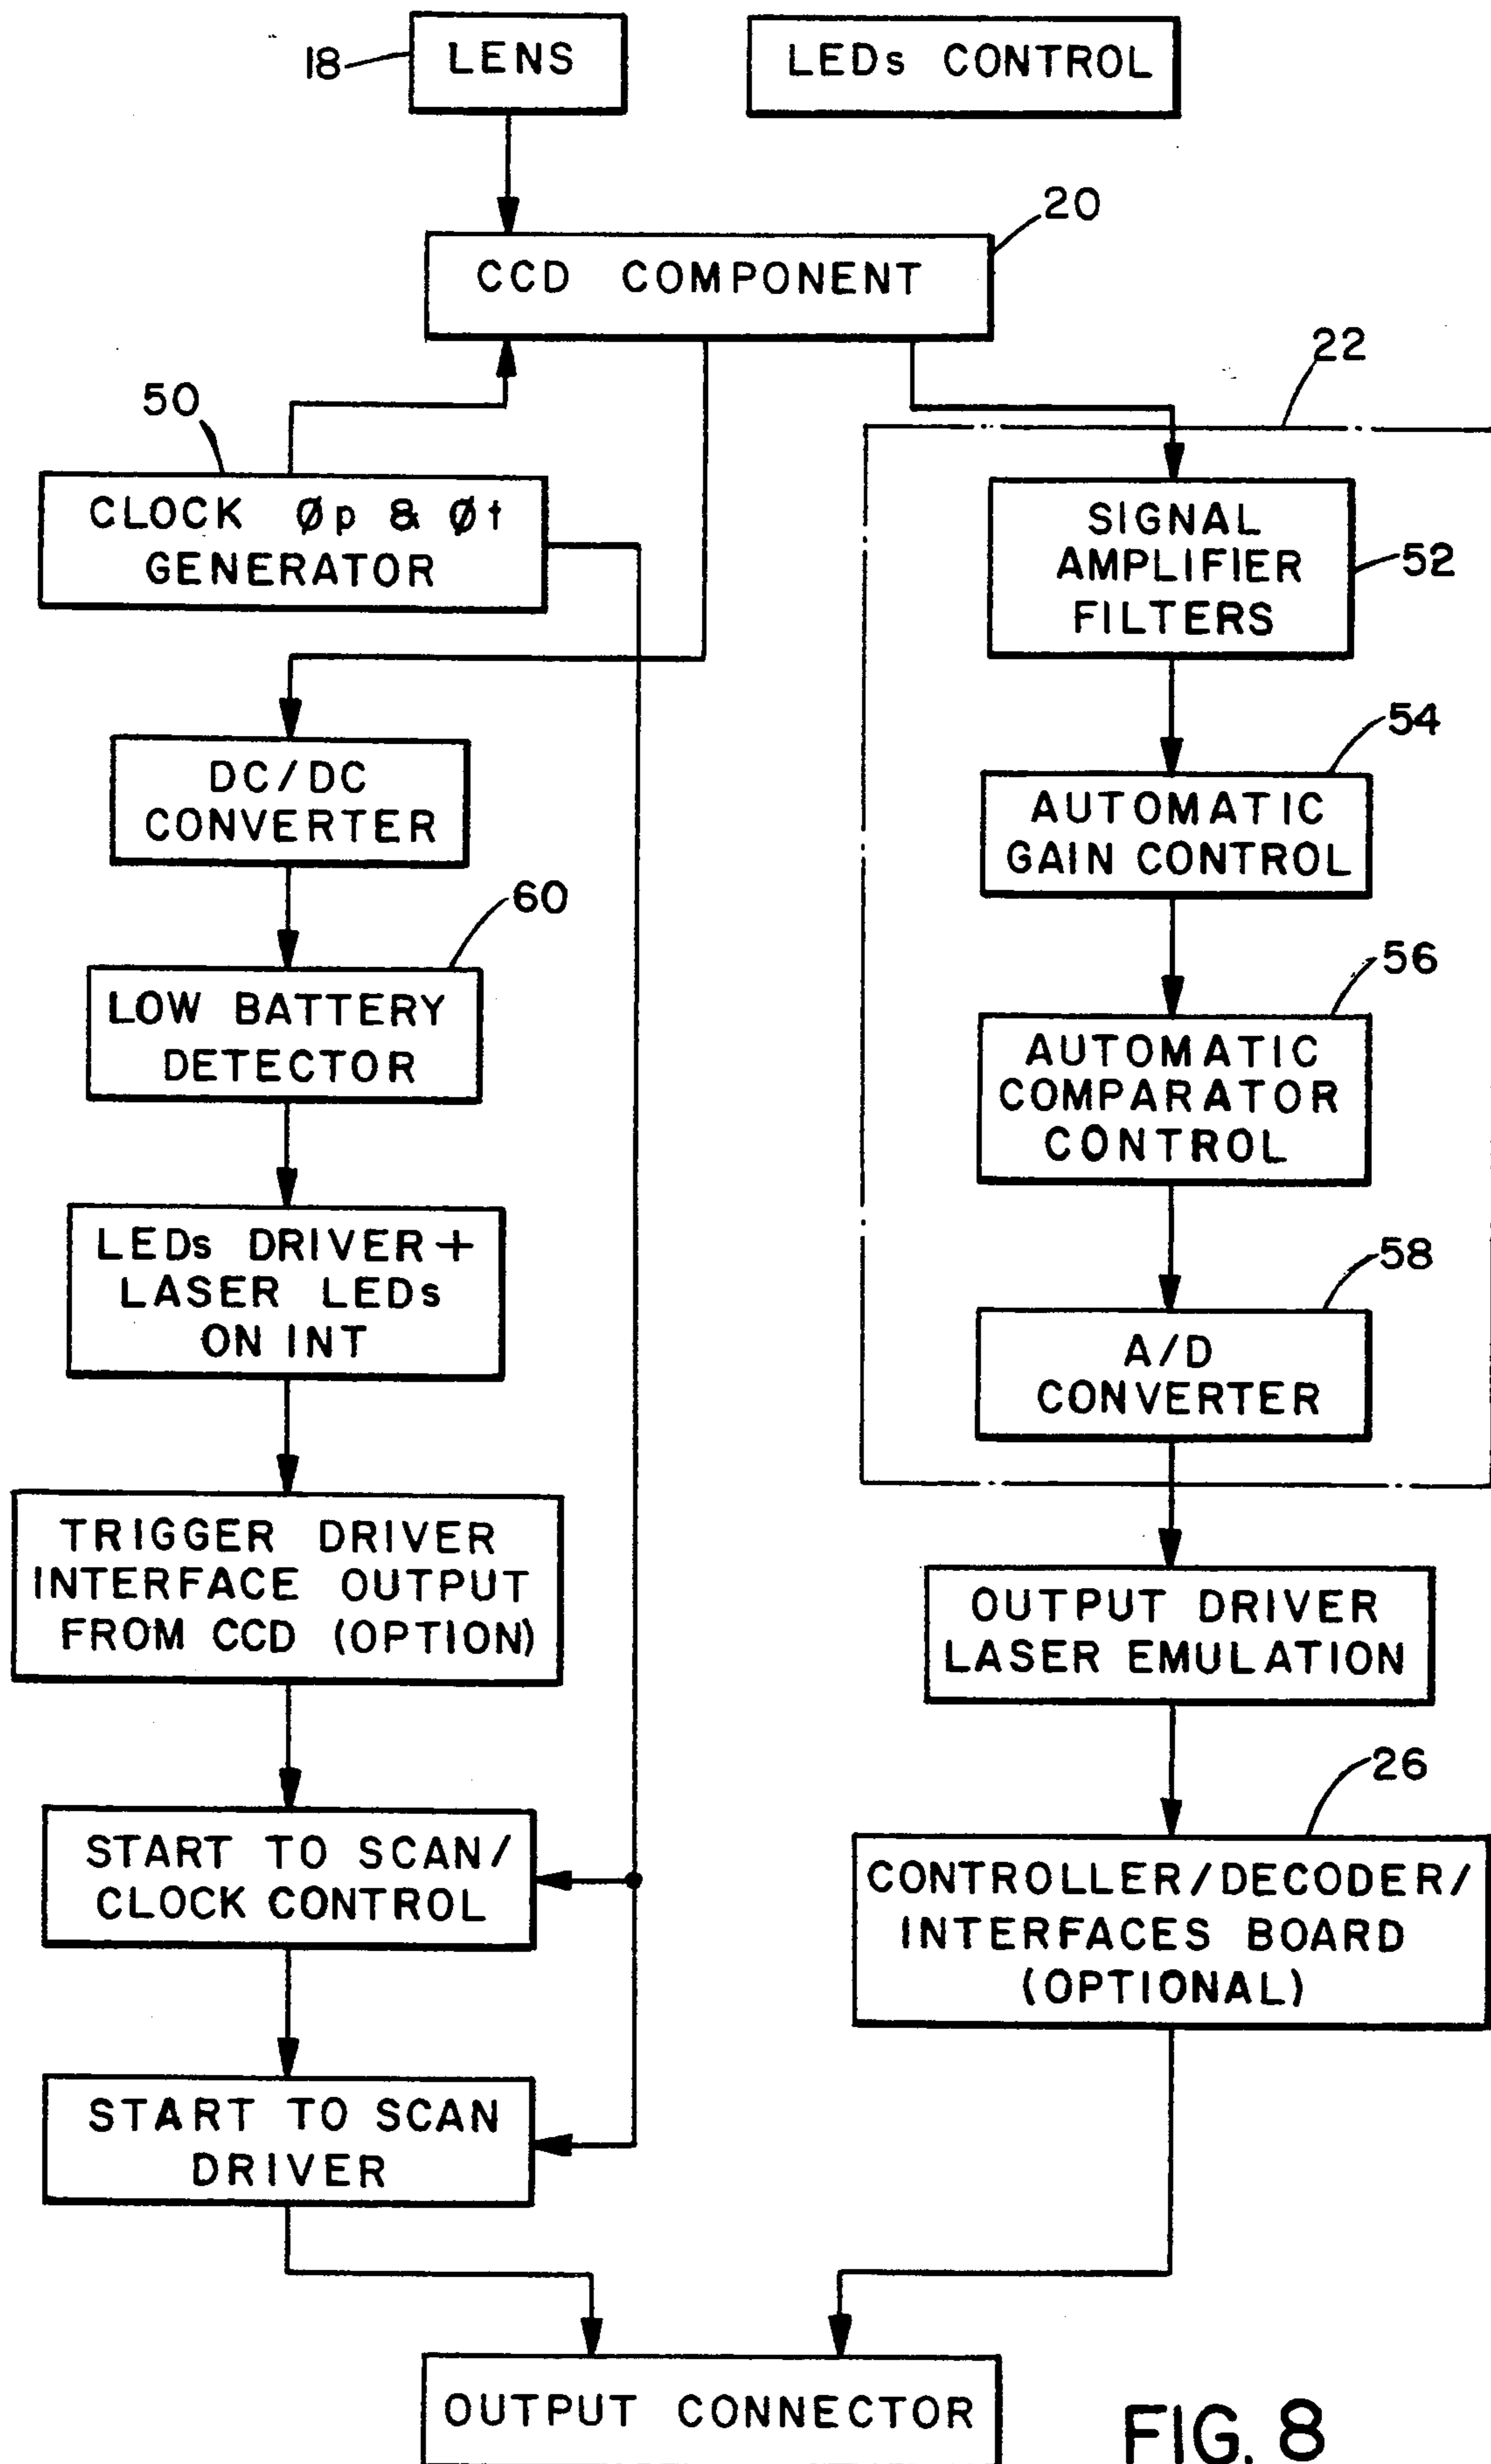 18
LENS
LEDs CONTROL
20
CCD COMPONENT
22
50
CLOCK Øp & Øt
GENERATOR
SIGNAL
AMPLIFIER
FILTERS
52
DC/DC
CONVERTER
54
AUTOMATIC
GAIN CONTROL
60
LOW BATTERY
DETECTOR
56
AUTOMATIC
COMPARATOR
CONTROL
LEDs DRIVER+
LASER LEDs
ON INT
58
A/D
CONVERTER
TRIGGER DRIVER
INTERFACE OUTPUT
FROM CCD (OPTION)
OUTPUT DRIVER
LASER EMULATION
26
START TO SCAN/
CLOCK CONTROL
CONTROLLER/DECODER/
INTERFACES BOARD
(OPTIONAL)
START TO SCAN
DRIVER
OUTPUT CONNECTOR
FIG. 8